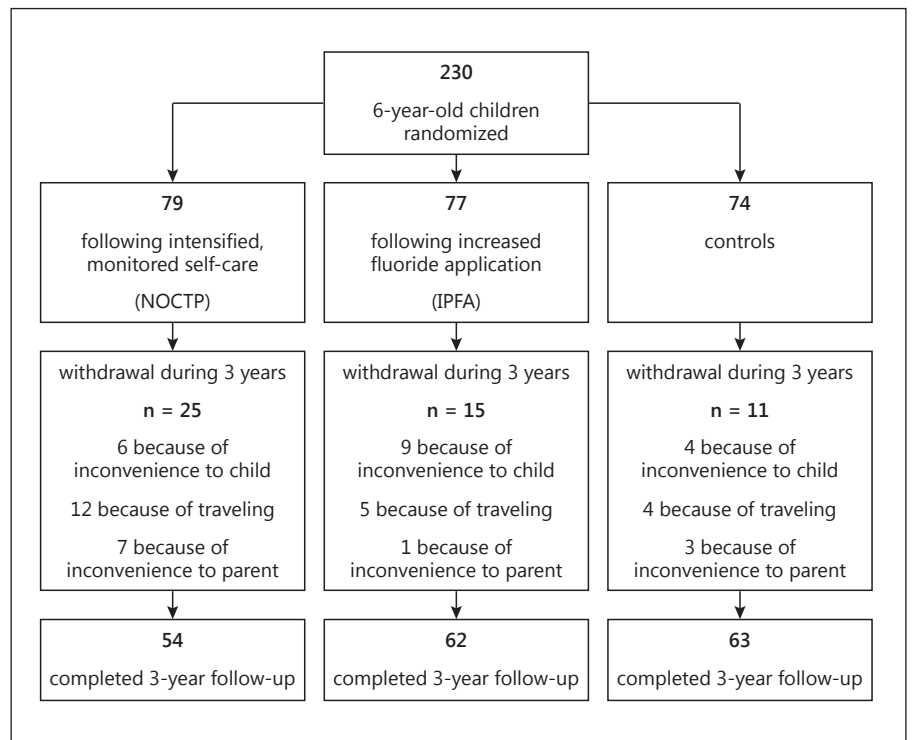 230
6-year-old children
randomized
79
following intensified,
monitored self-care
(NOCTP)
77
following increased
fluoride application
(IPFA)
74
controls
withdrawal during 3 years
n = 25
6 because of
inconvenience to child
12 because of traveling
7 because of
inconvenience to parent
withdrawal during 3 years
n = 15
9 because of
inconvenience to child
5 because of traveling
1 because of
inconvenience to parent
withdrawal during 3 years
n = 11
4 because of
inconvenience to child
4 because of traveling
3 because of
inconvenience to parent
54
completed 3-year follow-up
62
completed 3-year follow-up
63
completed 3-year follow-up